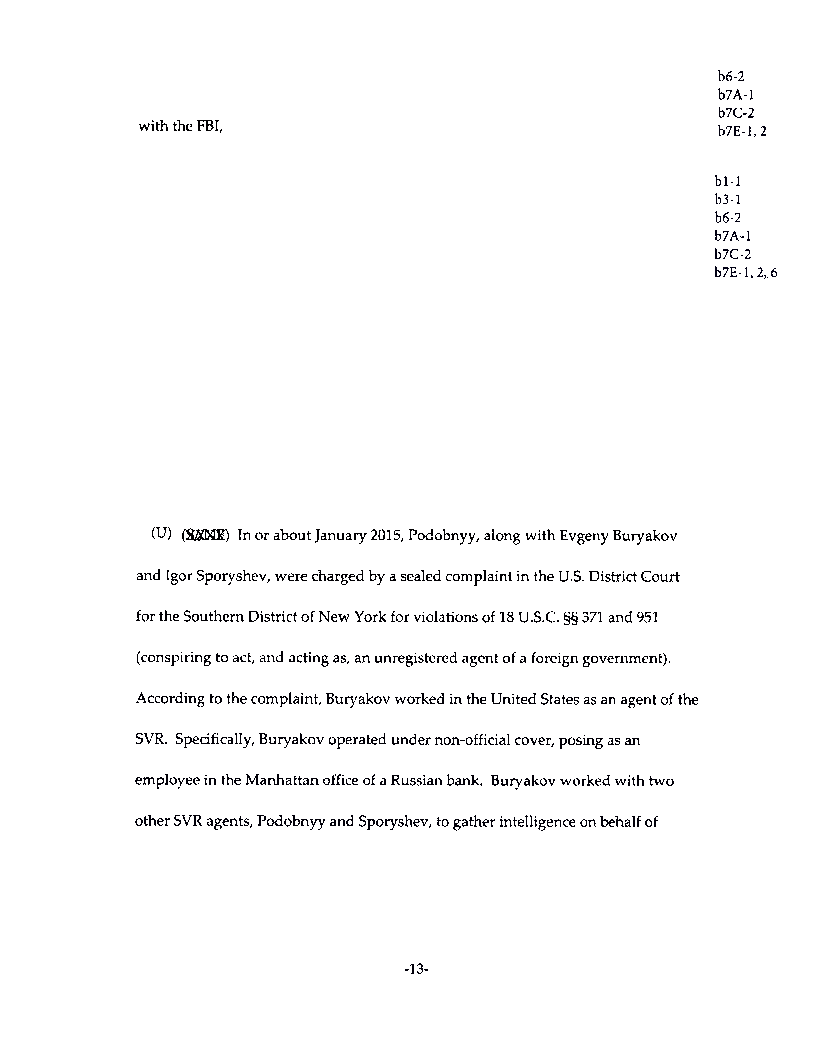 b6-2
b7A-1
b7C-2
with the FBI,
b7E-1, 2
b1-1
b3-1
b6-2
b7A-1
b7C-2
b7E-1, 2, 6
(U) In or about January 2015, Podobnyy, along with Evgeny Buryakov
and Igor Sporyshev, were charged by a sealed complaint in the U.S. District Court
for the Southern District of New York for violations of 18 U.S.C. §§ 371 and 951
(conspiring to act, and acting as, an unregistered agent of a foreign government).
According to the complaint, Buryakov worked in the United States as an agent of the
SVR. Specifically, Buryakov operated under non-official cover, posing as an
employee in the Manhattan office of a Russian bank. Buryakov worked with two
other SVR agents, Podobnyy and Sporyshev, to gather intelligence on behalf of
-13-